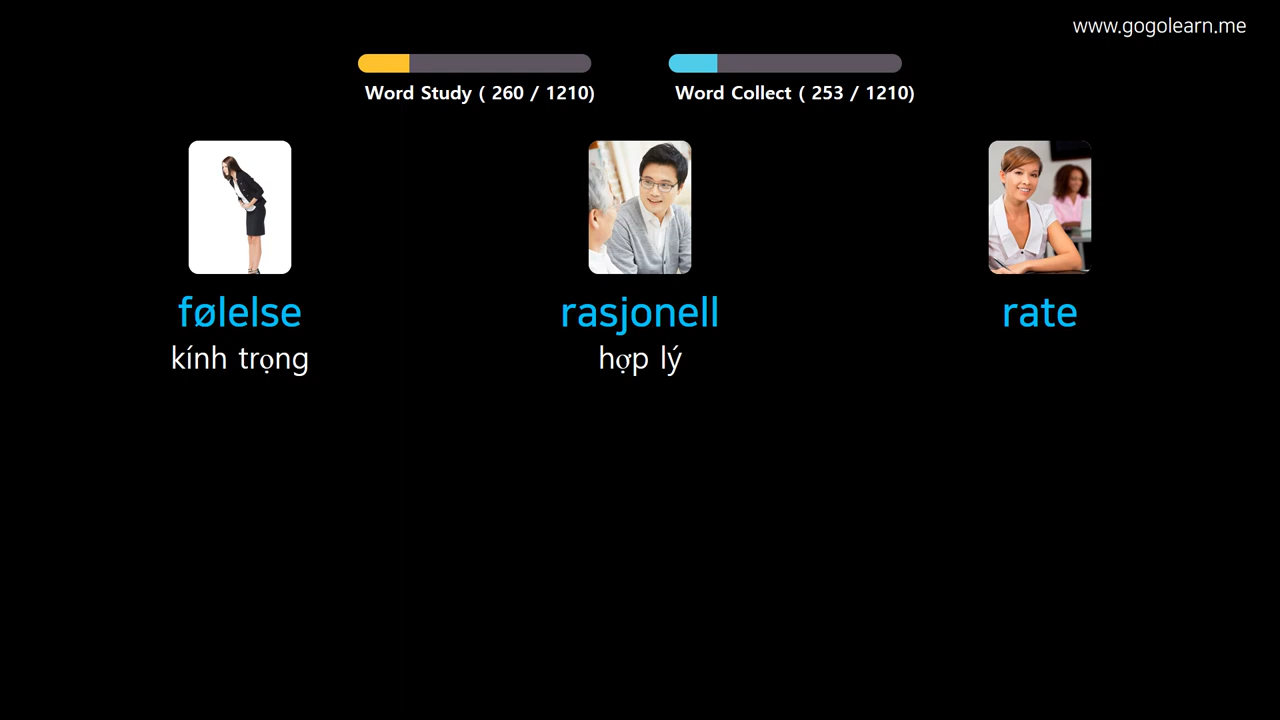 www.gogolearn.me
Word Study ( 260 / 1210)
Word Collect ( 253 / 1210)
følelse
rasjonell
rate
kính trọng
hợp lý